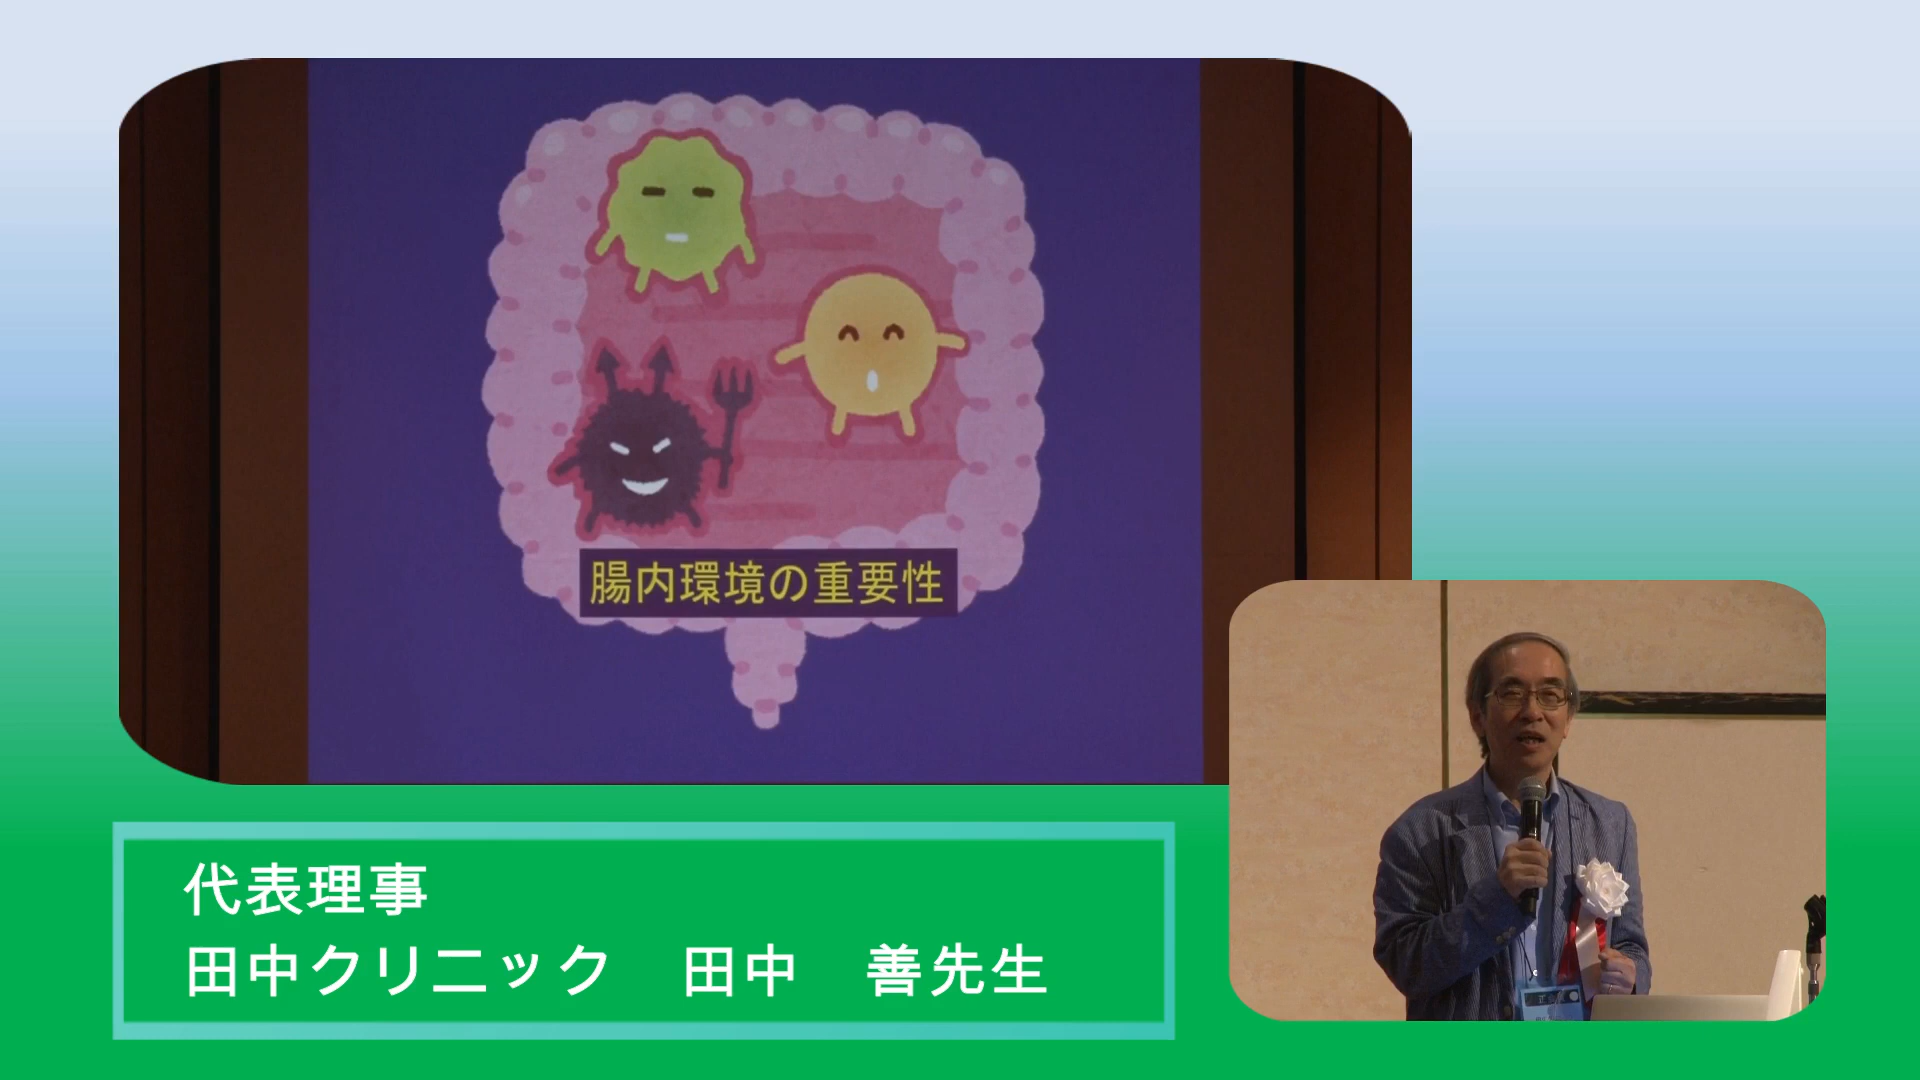 腸内環境の重要性
代表理事
田中クリニック　田中　善先生